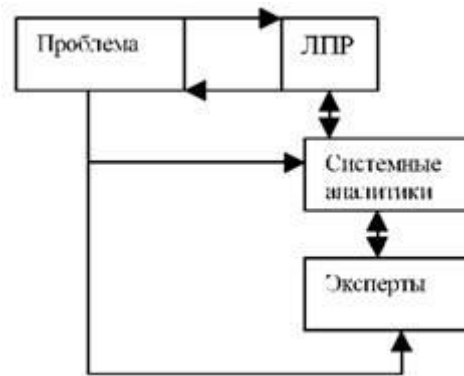 Проблема
ЛПР
Системные
аналитики
Эксперты